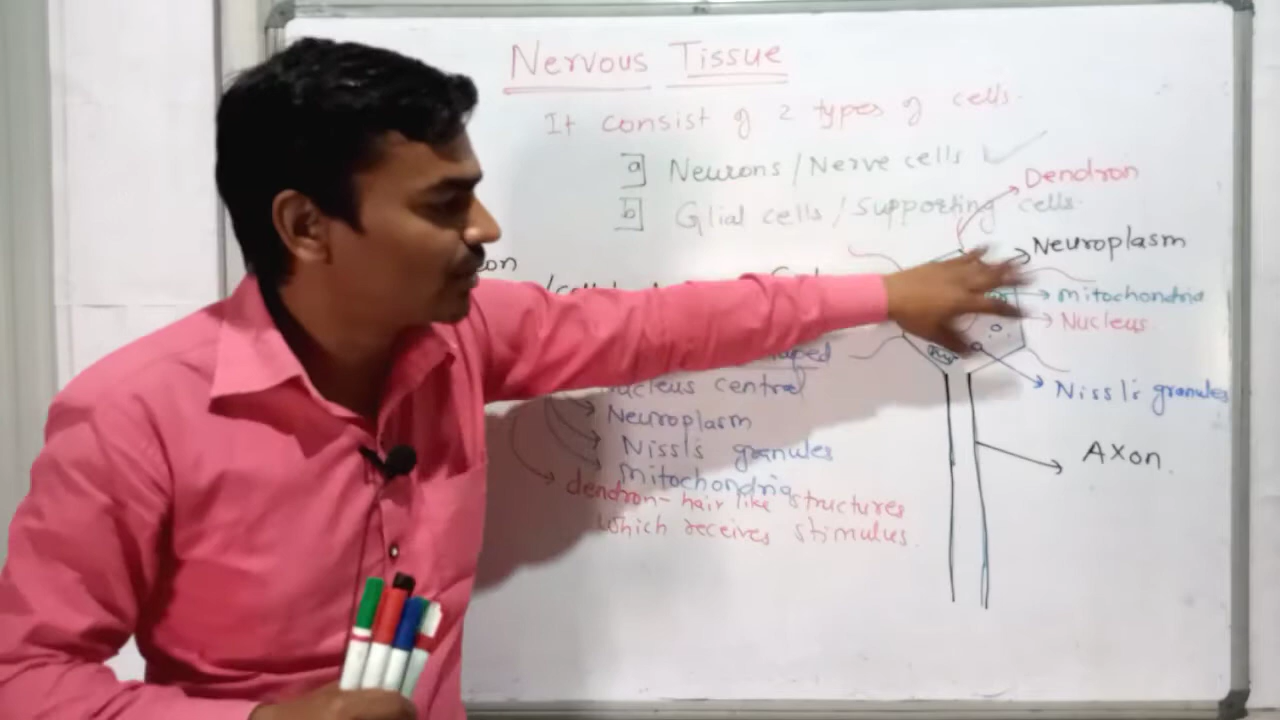 Nervous Tissue
It consist of 2 types of cells.
a] Neurons/Nerve cells
b] Glial cells/Supporting cells.
Dendron
Neuroplasm
mitochondria
Nucleus
Nissl's granules
Axon.
Nucleus central
Neuroplasm
Nissl's granules
Mitochondria
dendron- hair like structures
which receives stimulus.